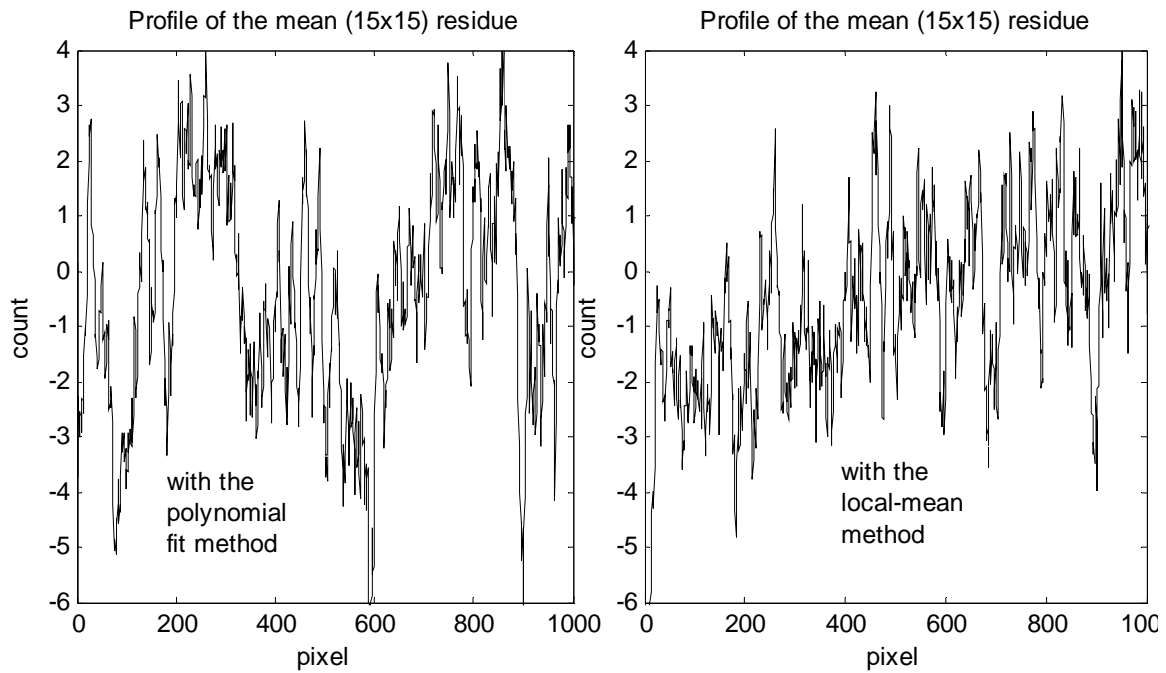 Profile of the mean (15x15) residue
4
3
2
1
0
-1
-2
-3
-4
-5
-6
count
with the
polynomial
fit method
0
200
400
600
800
1000
pixel
Profile of the mean (15x15) residue
4
3
2
1
0
-1
-2
-3
-4
-5
-6
count
with the
local-mean
method
0
200
400
600
800
100
pixel